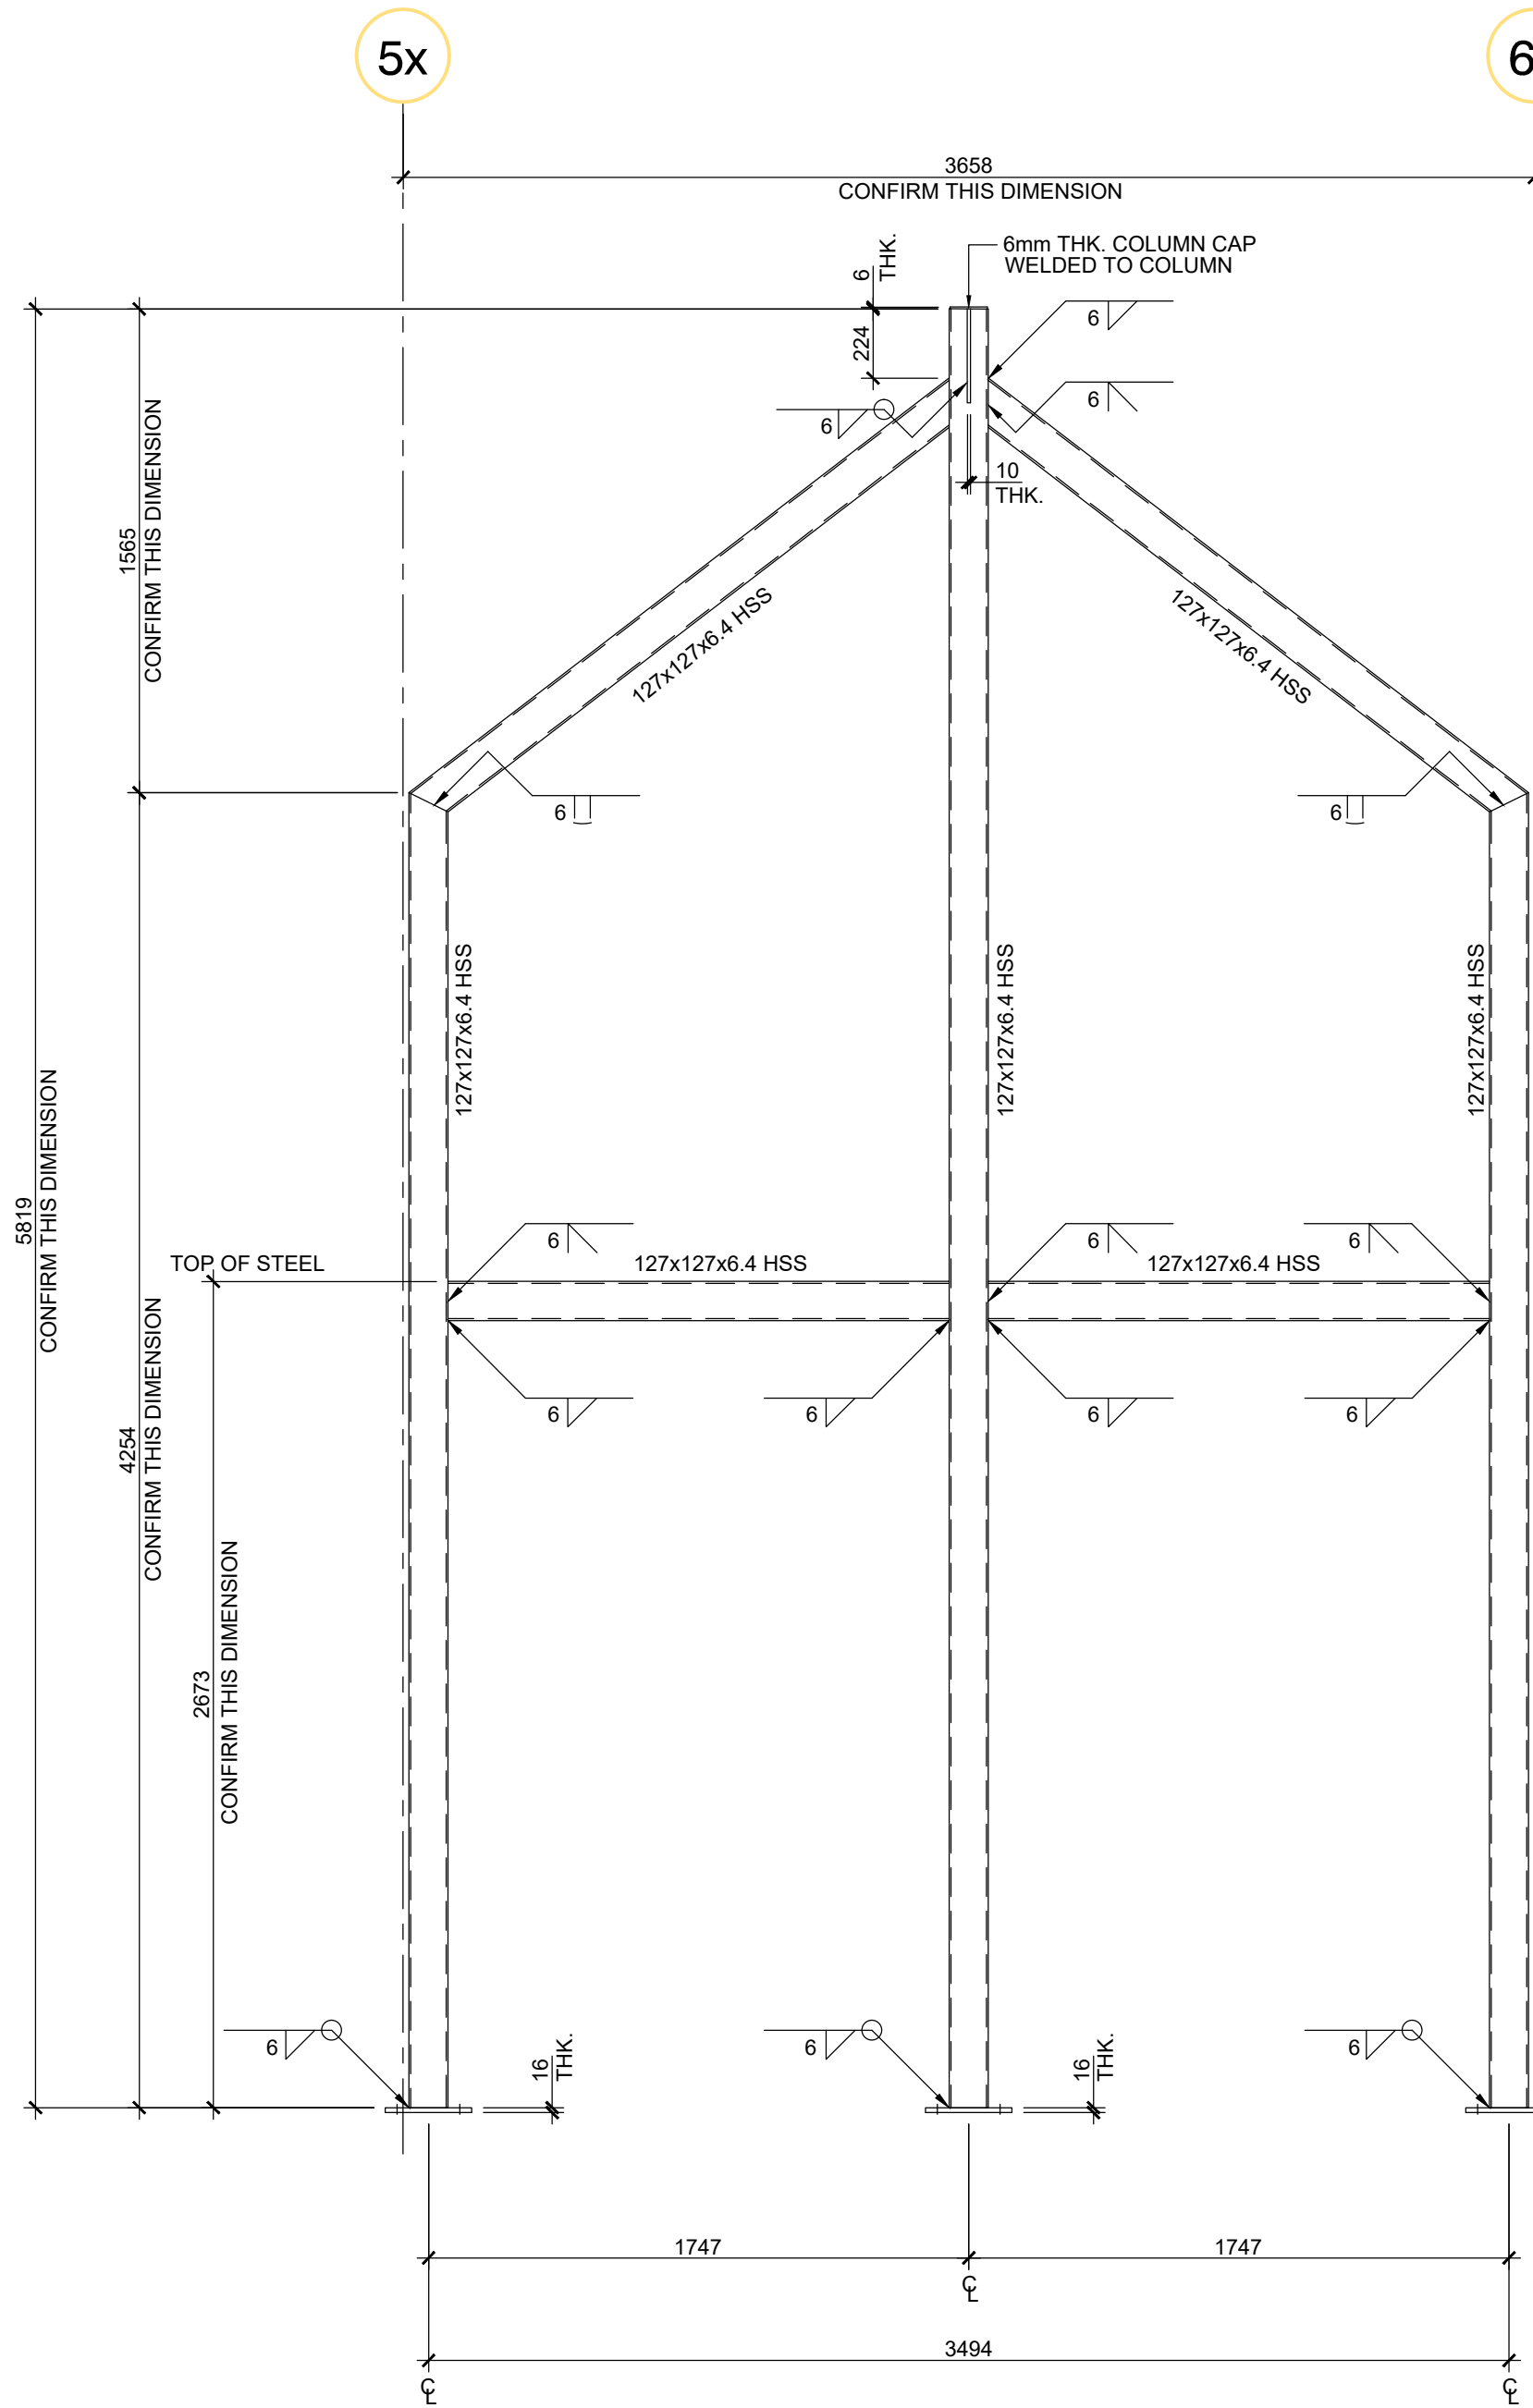 5x
6
3658
CONFIRM THIS DIMENSION
6mm THK. COLUMN CAP
WELDED TO COLUMN
6
THK.
224
6
6
6
10
THK.
1565
CONFIRM THIS DIMENSION
127x127x6.4 HSS
127x127x6.4 HSS
6
6
127x127x6.4 HSS
127x127x6.4 HSS
127x127x6.4 HSS
5819
CONFIRM THIS DIMENSION
TOP OF STEEL
6
127x127x6.4 HSS
6
127x127x6.4 HSS
6
4254
CONFIRM THIS DIMENSION
6
6
6
6
2673
CONFIRM THIS DIMENSION
6
16
THK.
6
16
THK.
6
1747
1747
CL
3494
CL
CL